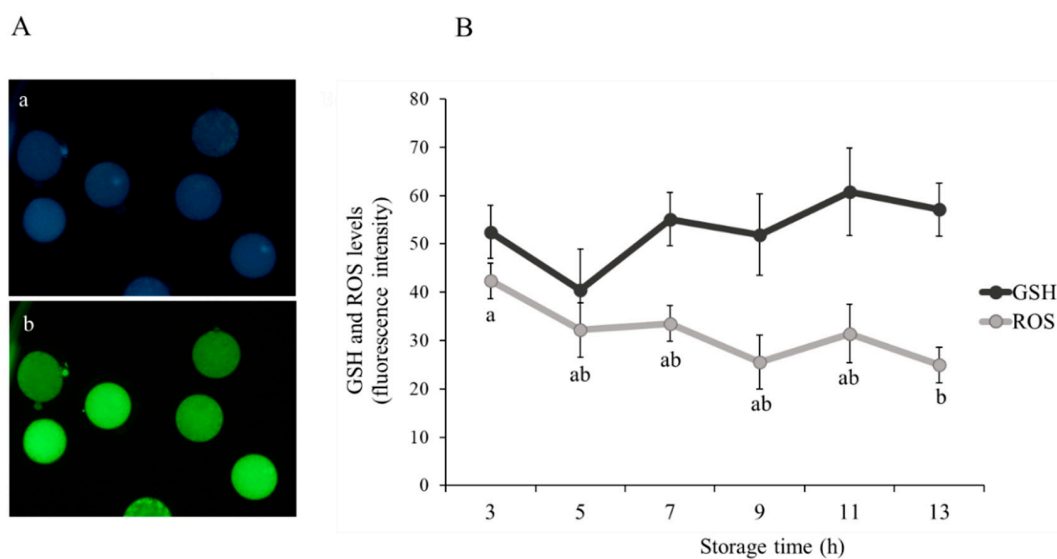 A
B
a
b
GSH and ROS levels
(fluorescence intensity)
80
70
60
50
40
30
20
10
0
a
ab
ab
ab
ab
b
GSH
ROS
3 5 7 9 11 13
Storage time (h)